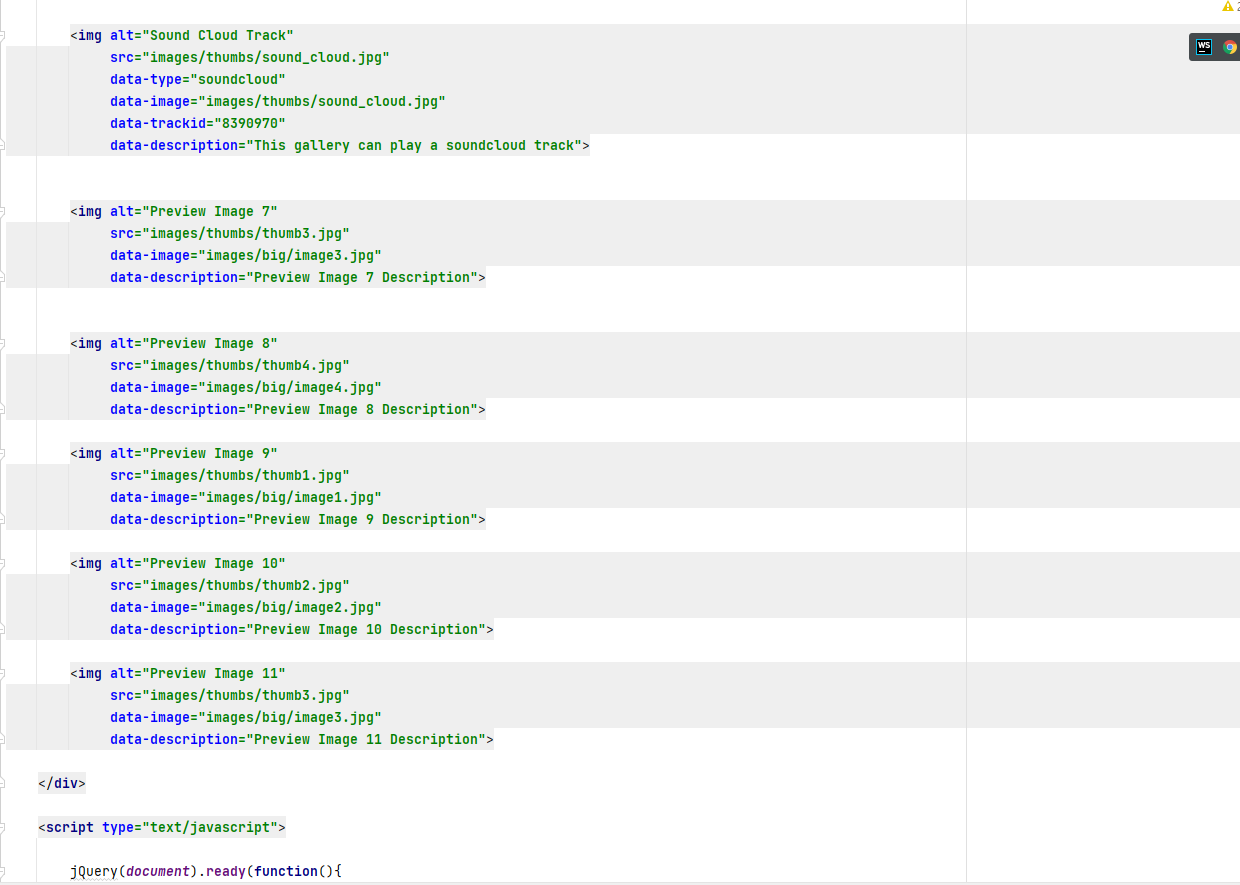 <img alt="Sound Cloud Track"
src="images/thumbs/sound_cloud.jpg"
data-type="soundcloud"
data-image="images/thumbs/sound_cloud.jpg"
data-trackid="8390970"
data-description="This gallery can play a soundcloud track">
<img alt="Preview Image 7"
src="images/thumbs/thumb3.jpg"
data-image="images/big/image3.jpg"
data-description="Preview Image 7 Description">
<img alt="Preview Image 8"
src="images/thumbs/thumb4.jpg"
data-image="images/big/image4.jpg"
data-description="Preview Image 8 Description">
<img alt="Preview Image 9"
src="images/thumbs/thumb1.jpg"
data-image="images/big/image1.jpg"
data-description="Preview Image 9 Description">
<img alt="Preview Image 10"
src="images/thumbs/thumb2.jpg"
data-image="images/big/image2.jpg"
data-description="Preview Image 10 Description">
<img alt="Preview Image 11"
src="images/thumbs/thumb3.jpg"
data-image="images/big/image3.jpg"
data-description="Preview Image 11 Description">
</div>
<script type="text/javascript">
jQuery(document).ready(function(){
WS